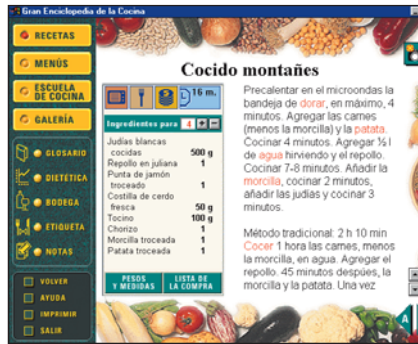 Gran Enciclopedia de la Cocina
RECETAS
MENÚS
ESCUELA
DE COCINA
GALERÍA
GLOSARIO
DIETÉTICA
BODEGA
ETIQUETA
NOTAS
VOLVER
AYUDA
IMPRIMIR
SALIR
Cocido montañes
16 m.
Ingredientes para 4
Judías blancas
cocidas 500 g
Repollo en juliana 1
Punta de jamón
troceado 1
Costilla de cerdo
fresca 50 g
Tocino 100 g
Chorizo 1
Morcilla troceada 1
Patata troceada 1
PESOS
Y MEDIDAS
LISTA DE
LA COMPRA
Precalentar en el microondas la
bandeja de dorar, en máximo, 4
minutos. Agregar las carnes
(menos la morcilla) y la patata.
Cocinar 4 minutos. Agregar ½ l
de agua hirviendo y el repollo.
Cocinar 7-8 minutos. Añadir la
morcilla, cocinar 2 minutos,
añadir las judías y cocinar 3
minutos.
Método tradicional: 2 h 10 min
Cocer 1 hora las carnes, menos
la morcilla, en agua. Agregar el
repollo. 45 minutos despúes, la
morcilla y la patata. Una vez
A